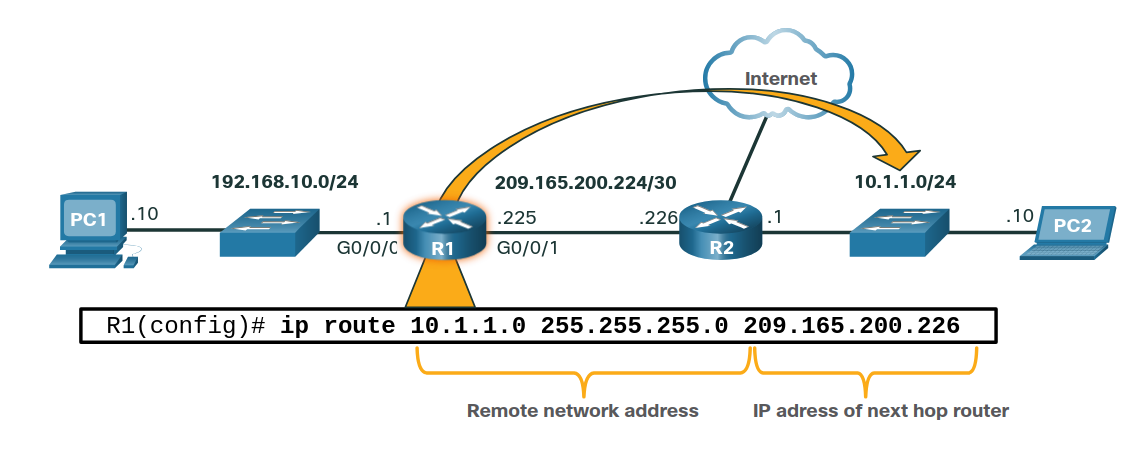 Internet
192.168.10.0/24
209.165.200.224/30
10.1.1.0/24
PC1
.10
.1
G0/0/0
R1
.225
G0/0/1
.226
R2
.1
.10
PC2
R1(config)# ip route 10.1.1.0 255.255.255.0 209.165.200.226
Remote network address
IP adress of next hop router